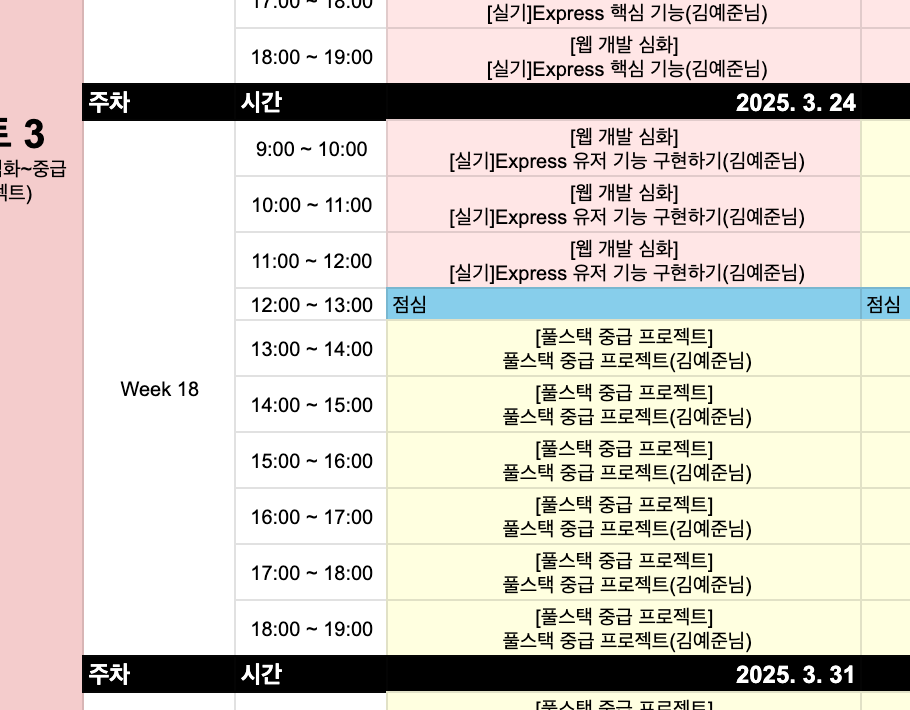 17:00 ~ 18:00
[실기]Express 핵심 기능(김예준님)
18:00 ~ 19:00
[웹 개발 심화]
[실기]Express 핵심 기능(김예준님)
주차 시간 2025. 3. 24
3
9:00 ~ 10:00
[웹 개발 심화]
[실기]Express 유저 기능 구현하기(김예준님)
10:00 ~ 11:00
[웹 개발 심화]
[실기]Express 유저 기능 구현하기(김예준님)
11:00 ~ 12:00
[웹 개발 심화]
[실기]Express 유저 기능 구현하기(김예준님)
12:00 ~ 13:00 점심 점심
Week 18
13:00 ~ 14:00
[풀스택 중급 프로젝트]
풀스택 중급 프로젝트(김예준님)
14:00 ~ 15:00
[풀스택 중급 프로젝트]
풀스택 중급 프로젝트(김예준님)
15:00 ~ 16:00
[풀스택 중급 프로젝트]
풀스택 중급 프로젝트(김예준님)
16:00 ~ 17:00
[풀스택 중급 프로젝트]
풀스택 중급 프로젝트(김예준님)
17:00 ~ 18:00
[풀스택 중급 프로젝트]
풀스택 중급 프로젝트(김예준님)
18:00 ~ 19:00
[풀스택 중급 프로젝트]
풀스택 중급 프로젝트(김예준님)
주차 시간 2025. 3. 31
[풀스택 중급 프로젝트]